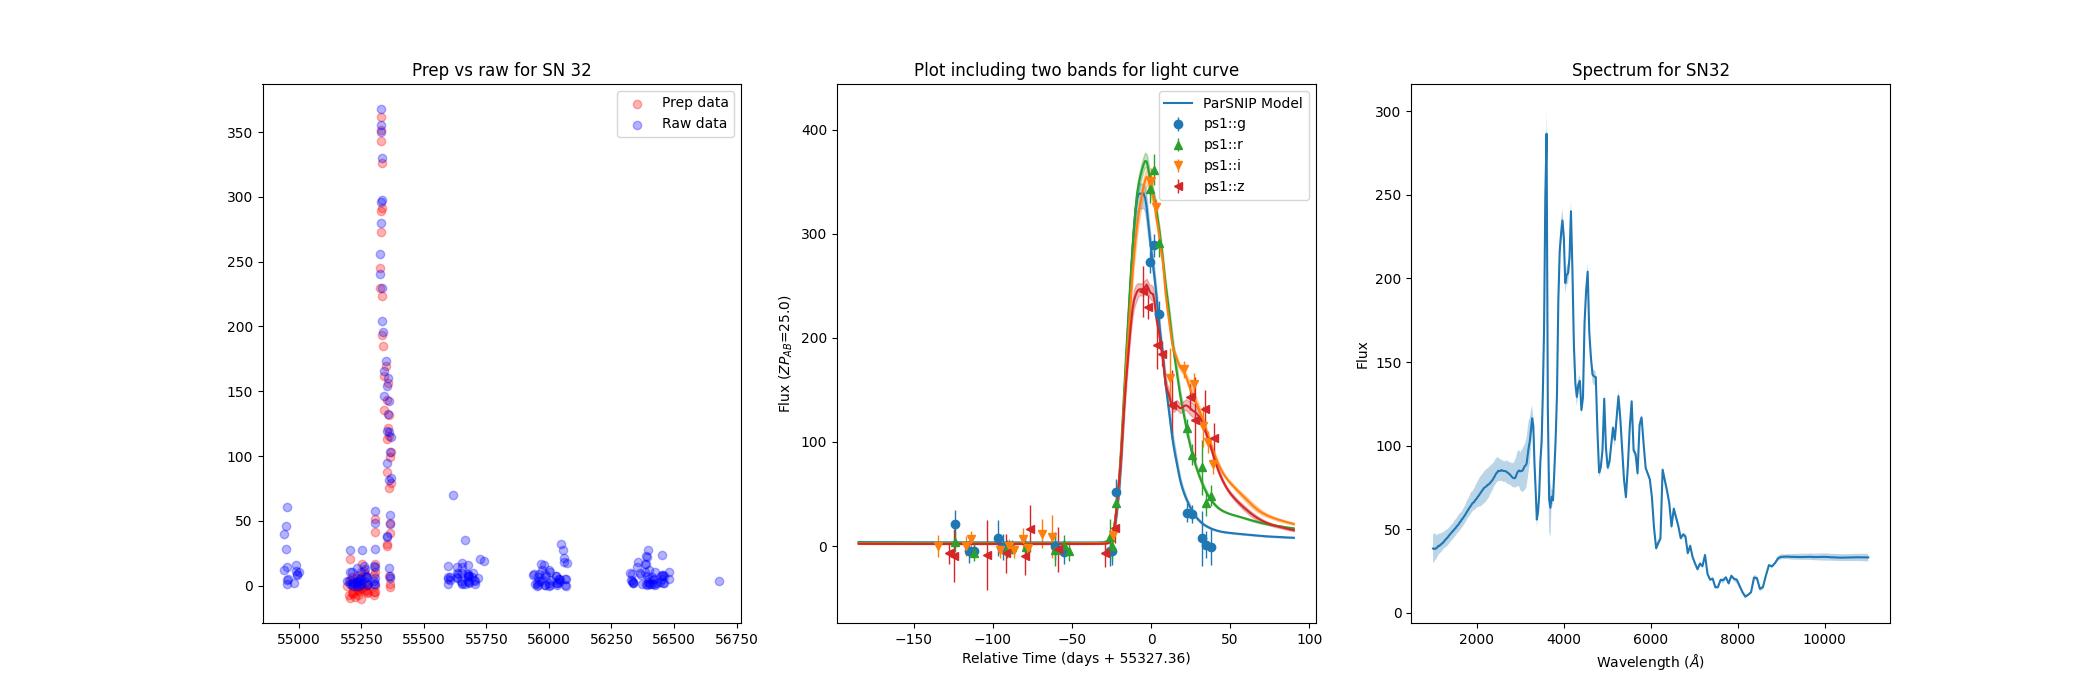 Prep vs raw for SN 32
Prep data
Raw data
350
300
250
200
150
100
50
0
55000 55250 55500 55750 56000 56250 56500 56750
Plot including two bands for light curve
ParSNIP Model
ps1::g
ps1::r
ps1::i
ps1::z
Flux (ZP_AB=25.0)
400
300
200
100
0
−150 −100 −50 0 50 100
Relative Time (days + 55327.36)
Spectrum for SN32
Flux
300
250
200
150
100
50
0
2000 4000 6000 8000 10000
Wavelength (Å)